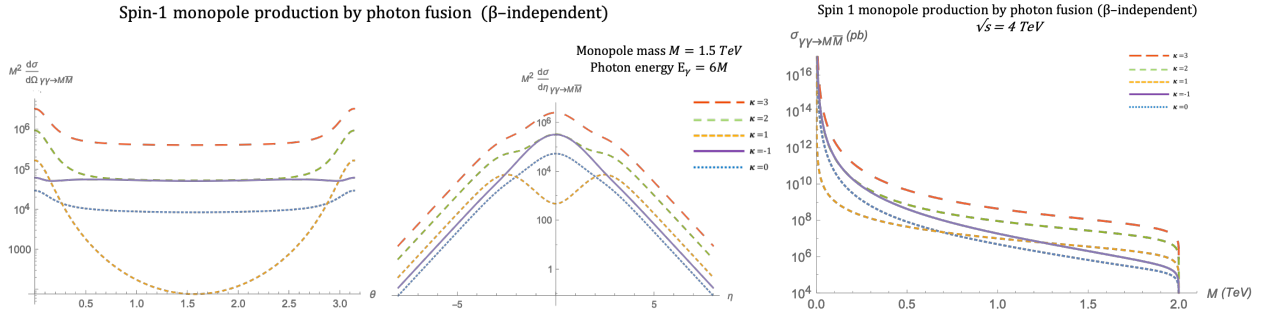 Spin-1 monopole production by photon fusion (β–independent)
Monopole mass M = 1.5 TeV
Photon energy Eγ = 6M
M² dσ/dΩ γγ→MM̅
10⁶
10⁵
10⁴
1000
0.5
1.0
1.5
2.0
2.5
3.0
θ
M² dσ/dη γγ→MM̅
10⁶
10⁴
100
1
-5
0
5
η
κ=3
κ=2
κ=1
κ=-1
κ=0
Spin 1 monopole production by photon fusion (β–independent)
√s = 4 TeV
σγγ→MM̅ (pb)
10¹⁶
10¹⁴
10¹²
10¹⁰
10⁸
10⁶
10⁴
0.0
0.5
1.0
1.5
2.0
M (TeV)
κ=3
κ=2
κ=1
κ=-1
κ=0